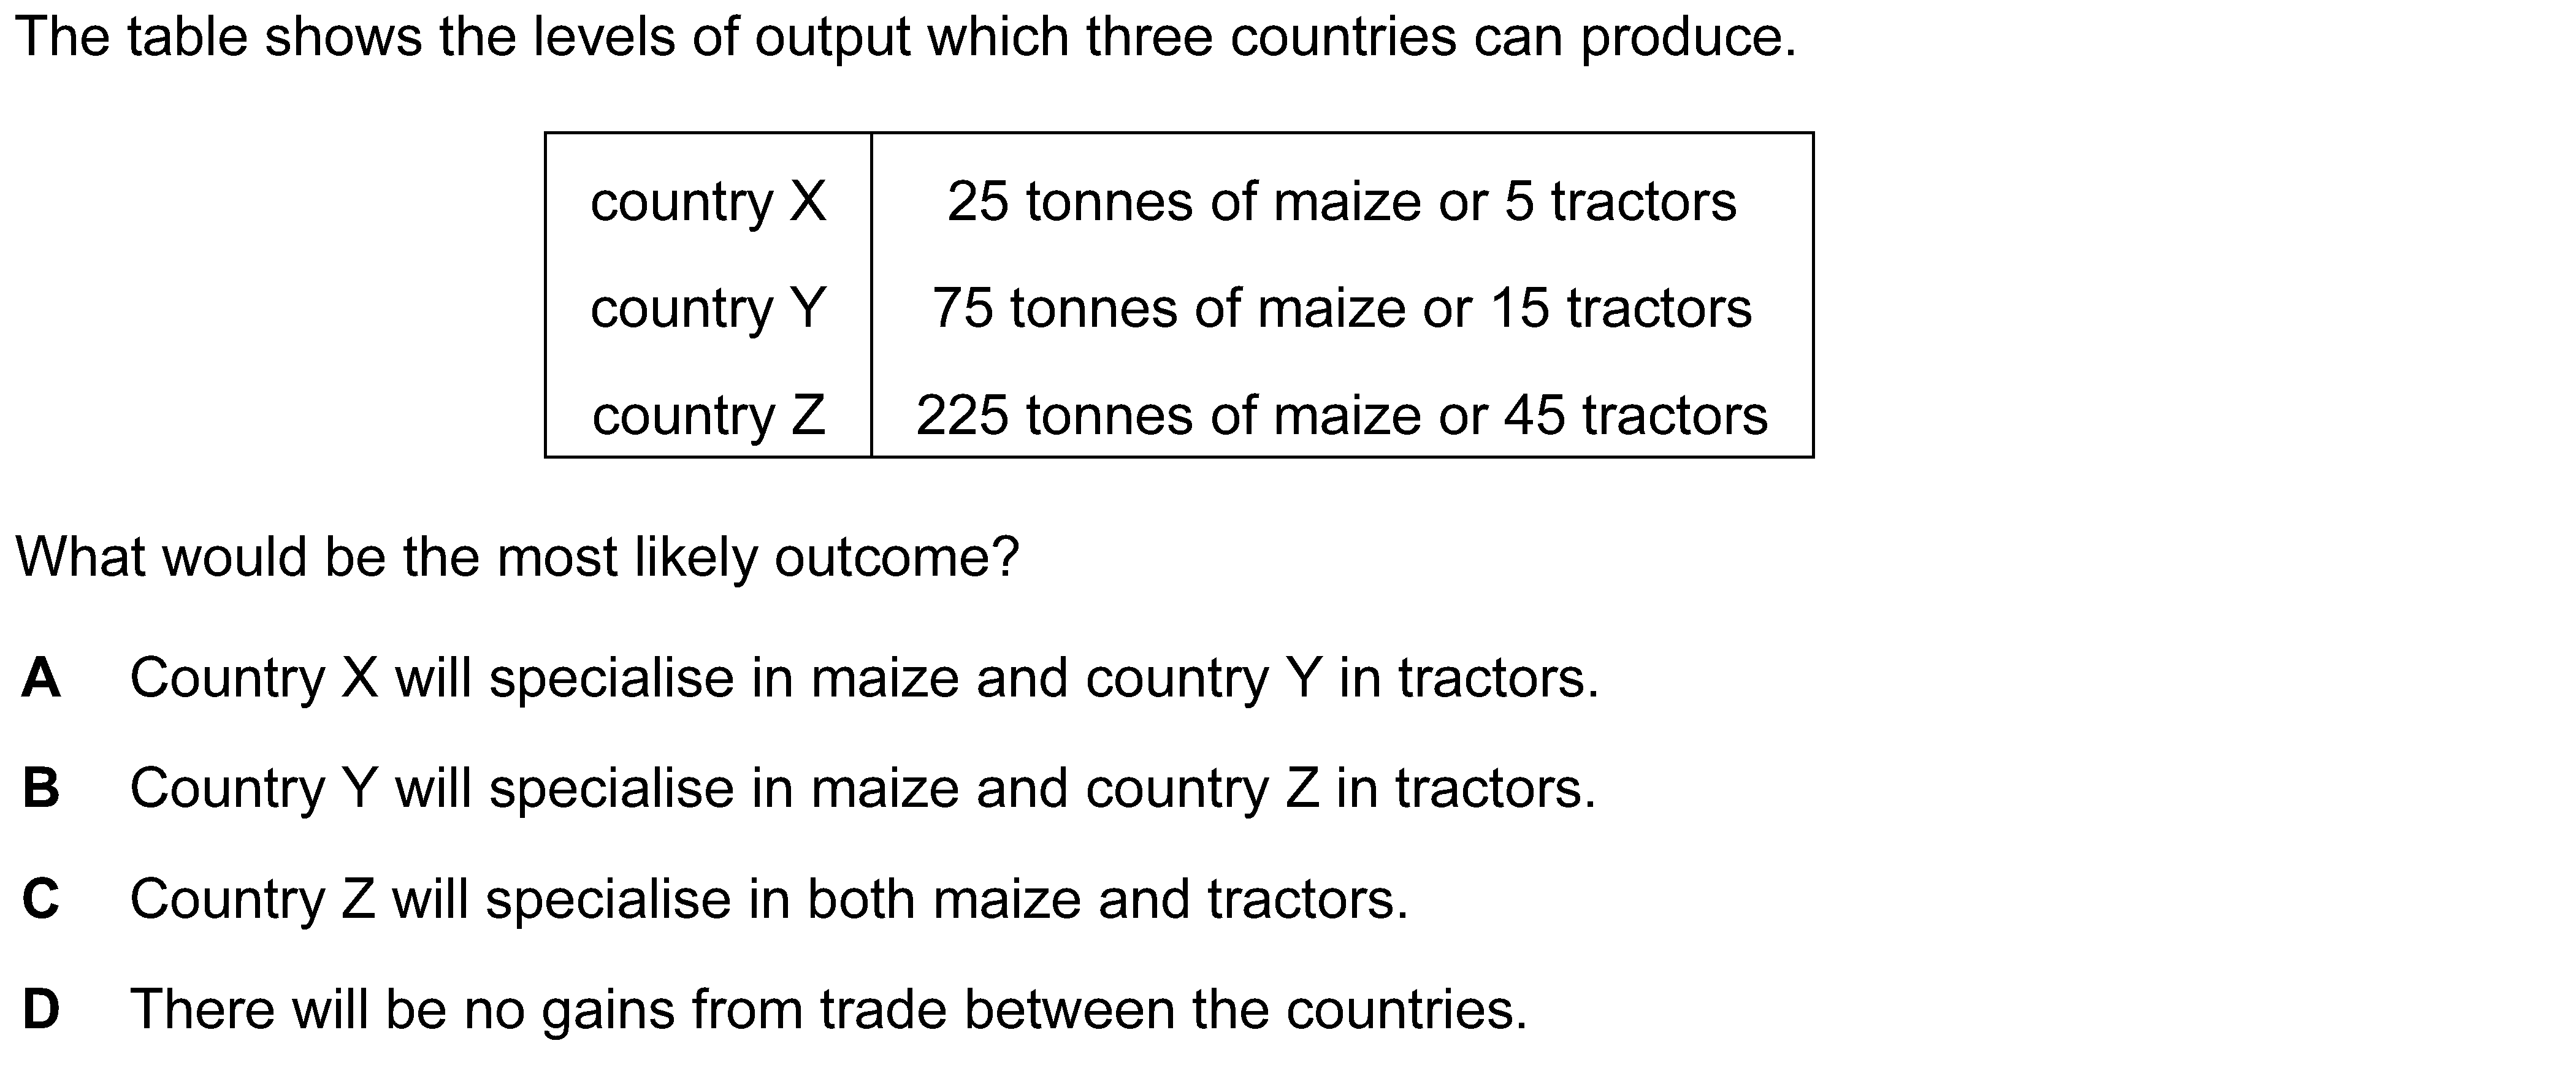 The table shows the levels of output which three countries can produce.
country X 25 tonnes of maize or 5 tractors
country Y 75 tonnes of maize or 15 tractors
country Z 225 tonnes of maize or 45 tractors
What would be the most likely outcome?
A Country X will specialise in maize and country Y in tractors.
B Country Y will specialise in maize and country Z in tractors.
C Country Z will specialise in both maize and tractors.
D There will be no gains from trade between the countries.